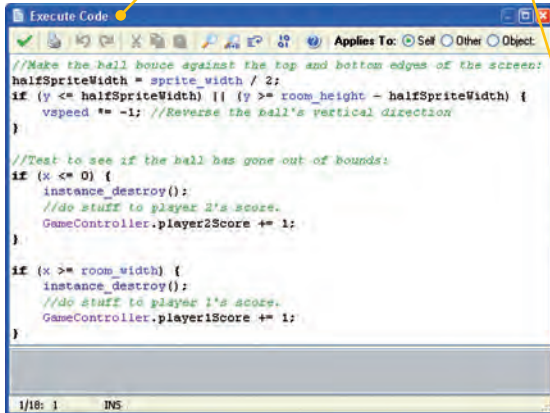 Execute Code
Applies To: Self Other Object:
//Make the ball bouce against the top and bottom edges of the screen:
halfSpriteWidth = sprite_width / 2;
if (y <= halfSpriteWidth) || (y >= room_height - halfSpriteWidth) {
vspeed *= -1; //Reverse the ball's vertical direction
}
//Test to see if the ball has gone out of bounds:
if (x <= 0) {
instance_destroy();
//do stuff to player 2's score.
GameController.player2Score += 1;
}
if (x >= room_width) {
instance_destroy();
//do stuff to player 1's score.
GameController.player1Score += 1;
}
1/18: 1 INS